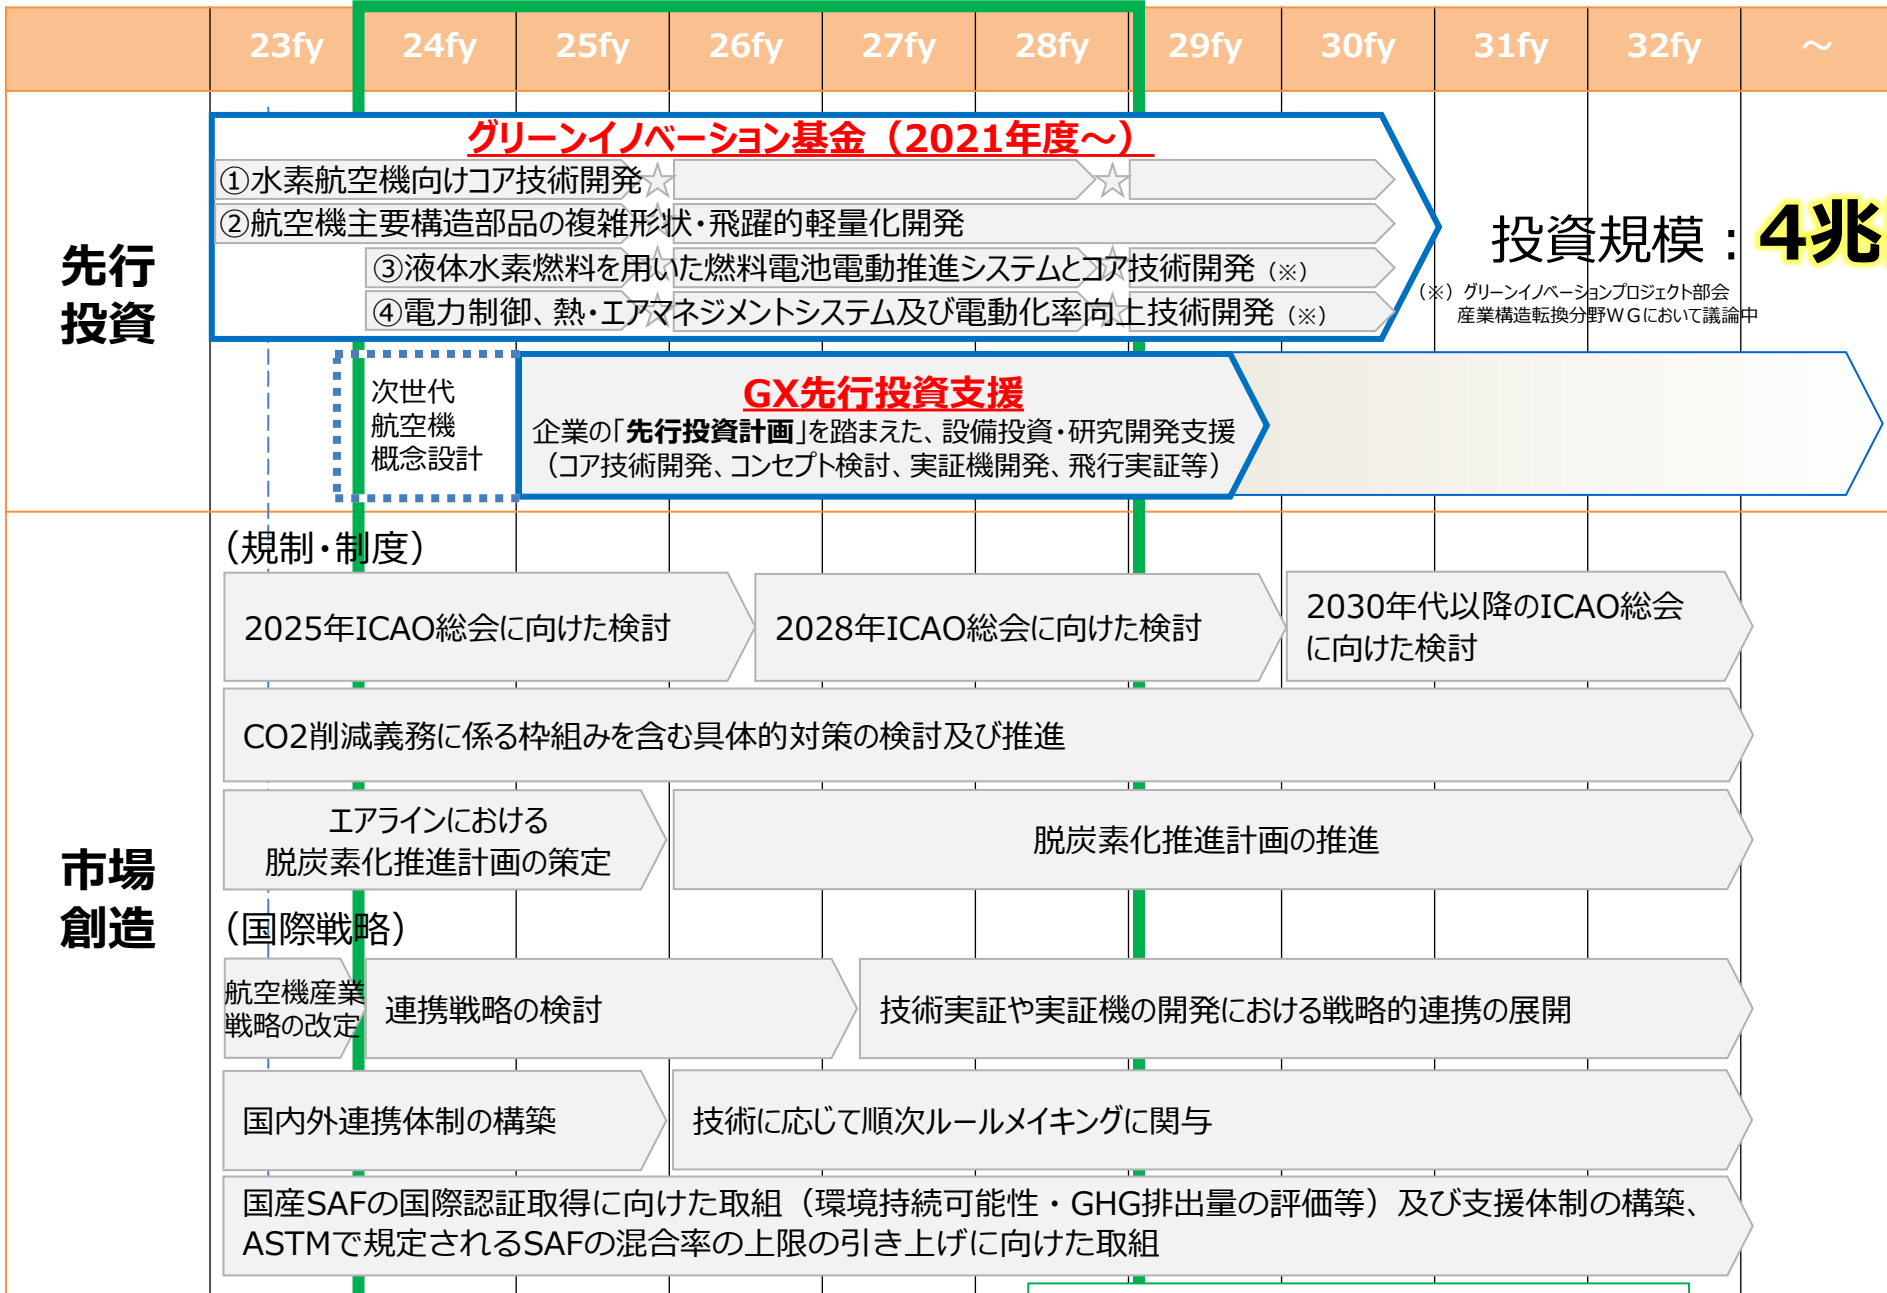 23fy 24fy 25fy 26fy 27fy 28fy 29fy 30fy 31fy 32fy ～
先行
投資
グリーンイノベーション基金（2021年度～）
①水素航空機向けコア技術開発
②航空機主要構造部品の複雑形状・飛躍的軽量化開発
③液体水素燃料を用いた燃料電池電動推進システムとコア技術開発（※）
④電力制御、熱・エアマネジメントシステム及び電動化率向上技術開発（※）
投資規模：4兆
（※）グリーンイノベーションプロジェクト部会
産業構造転換分野WGにおいて議論中
次世代
航空機
概念設計
GX先行投資支援
企業の「先行投資計画」を踏まえた、設備投資・研究開発支援
（コア技術開発、コンセプト検討、実証機開発、飛行実証等）
市場
創造
（規制・制度）
2025年ICAO総会に向けた検討
2028年ICAO総会に向けた検討
2030年代以降のICAO総会
に向けた検討
CO2削減義務に係る枠組みを含む具体的対策の検討及び推進
エアラインにおける
脱炭素化推進計画の策定
脱炭素化推進計画の推進
（国際戦略）
航空機産業
戦略の改定
連携戦略の検討
技術実証や実証機の開発における戦略的連携の展開
国内外連携体制の構築
技術に応じて順次ルールメイキングに関与
国産SAFの国際認証取得に向けた取組（環境持続可能性・GHG排出量の評価等）及び支援体制の構築、
ASTMで規定されるSAFの混合率の上限の引き上げに向けた取組